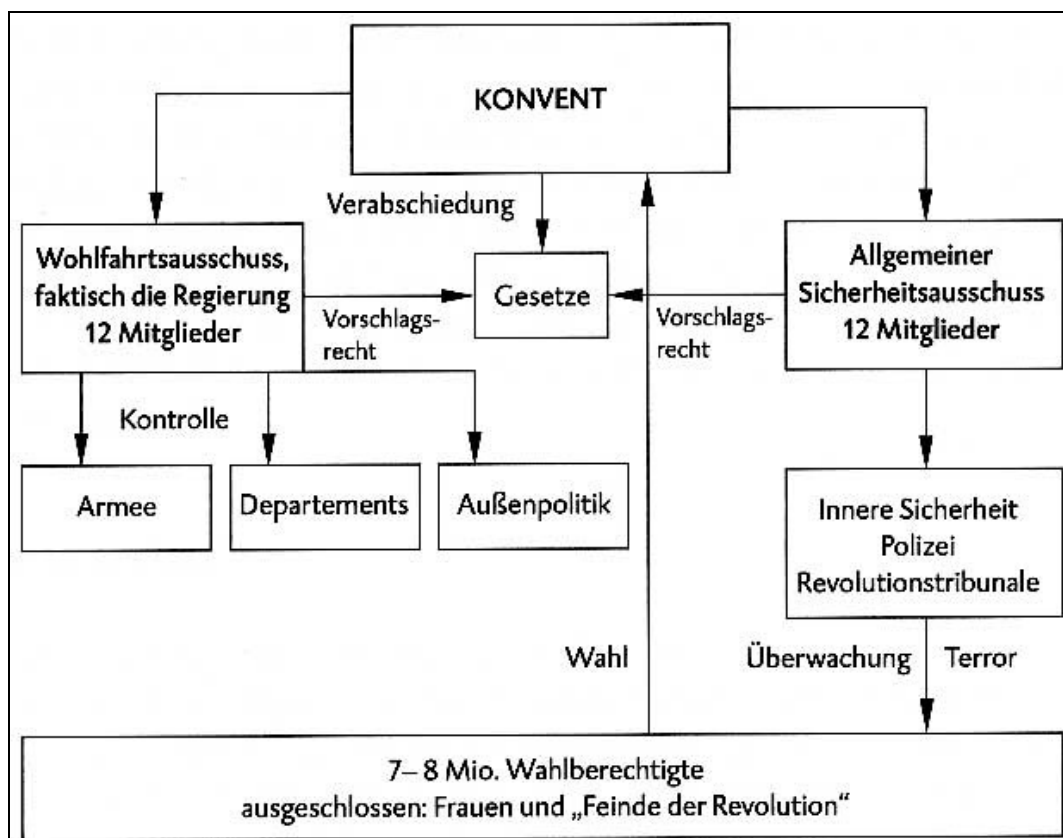 KONVENT
Verabschiedung
Wohlfahrtsausschuss,
faktisch die Regierung
12 Mitglieder
Vorschlags-
recht
Gesetze
Vorschlags-
recht
Allgemeiner
Sicherheitsausschuss
12 Mitglieder
Kontrolle
Armee
Departements
Außenpolitik
Innere Sicherheit
Polizei
Revolutionstribunale
Wahl
Überwachung
Terror
7– 8 Mio. Wahlberechtigte
ausgeschlossen: Frauen und „Feinde der Revolution“